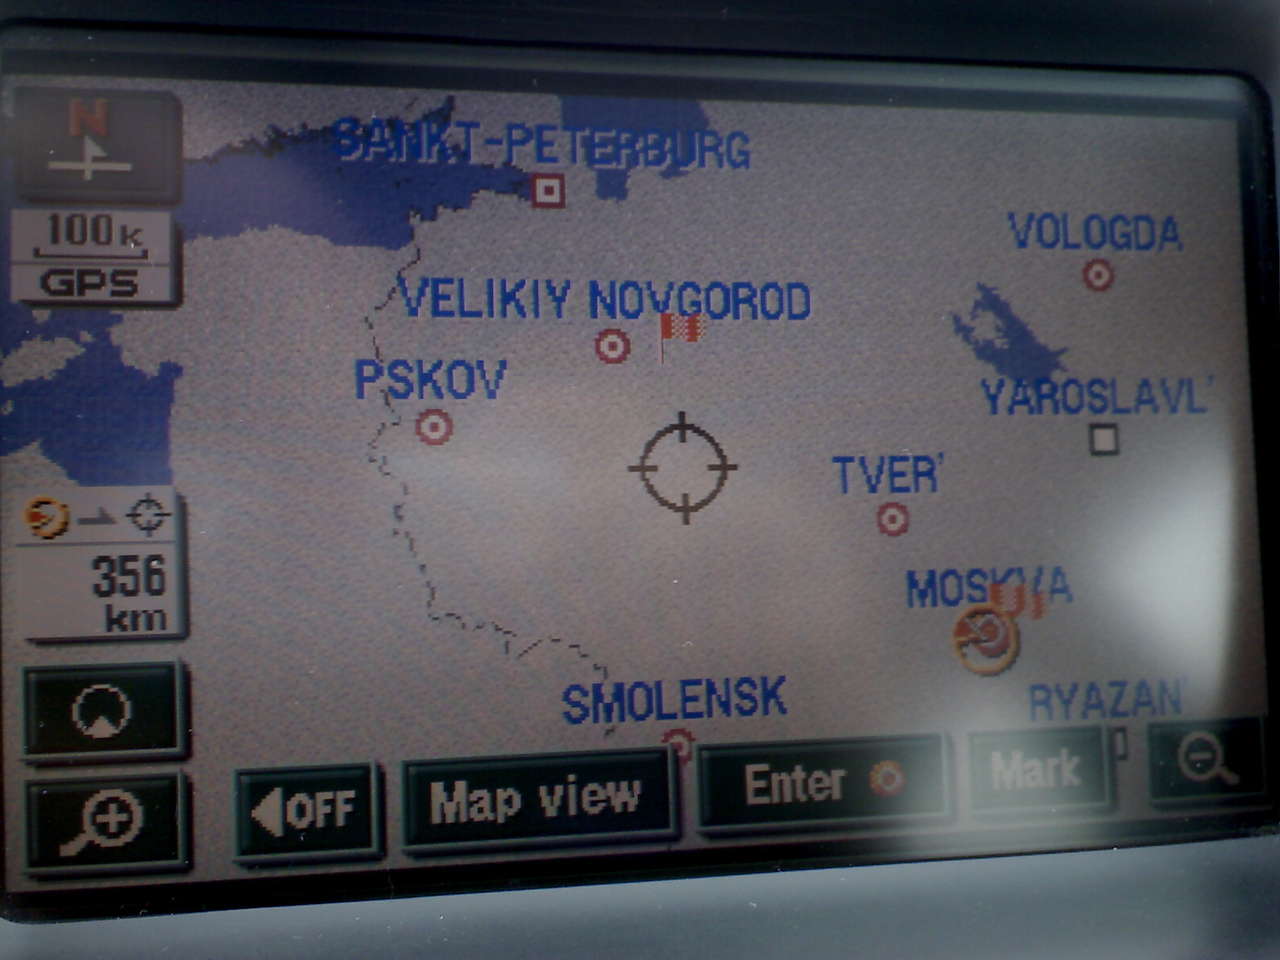 N
SANKT-PETERBURG
100K
GPS
VOLOGDA
VELIKIY NOVGOROD
PSKOV
YAROSLAVL'
TVER'
356
km
MOSKVA
SMOLENSK
RYAZAN'
OFF
Map view
Enter
Mark